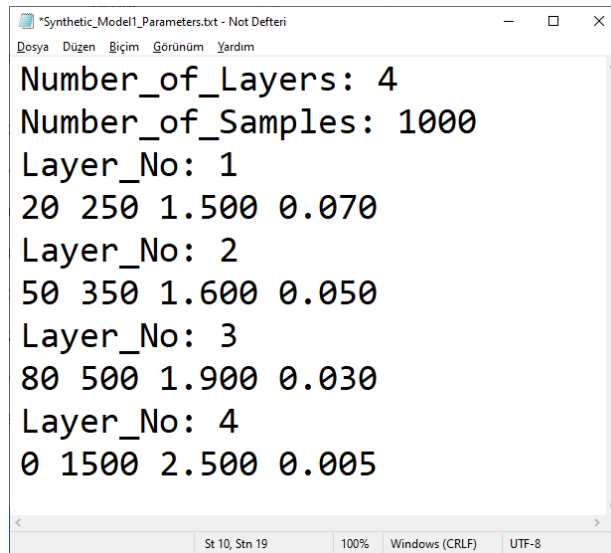 *Synthetic_Model1_Parameters.txt - Not Defteri
Dosya Düzen Biçim Görünüm Yardım
Number_of_Layers: 4
Number_of_Samples: 1000
Layer_No: 1
20 250 1.500 0.070
Layer_No: 2
50 350 1.600 0.050
Layer_No: 3
80 500 1.900 0.030
Layer_No: 4
0 1500 2.500 0.005
St 10, Stn 19 100% Windows (CRLF) UTF-8